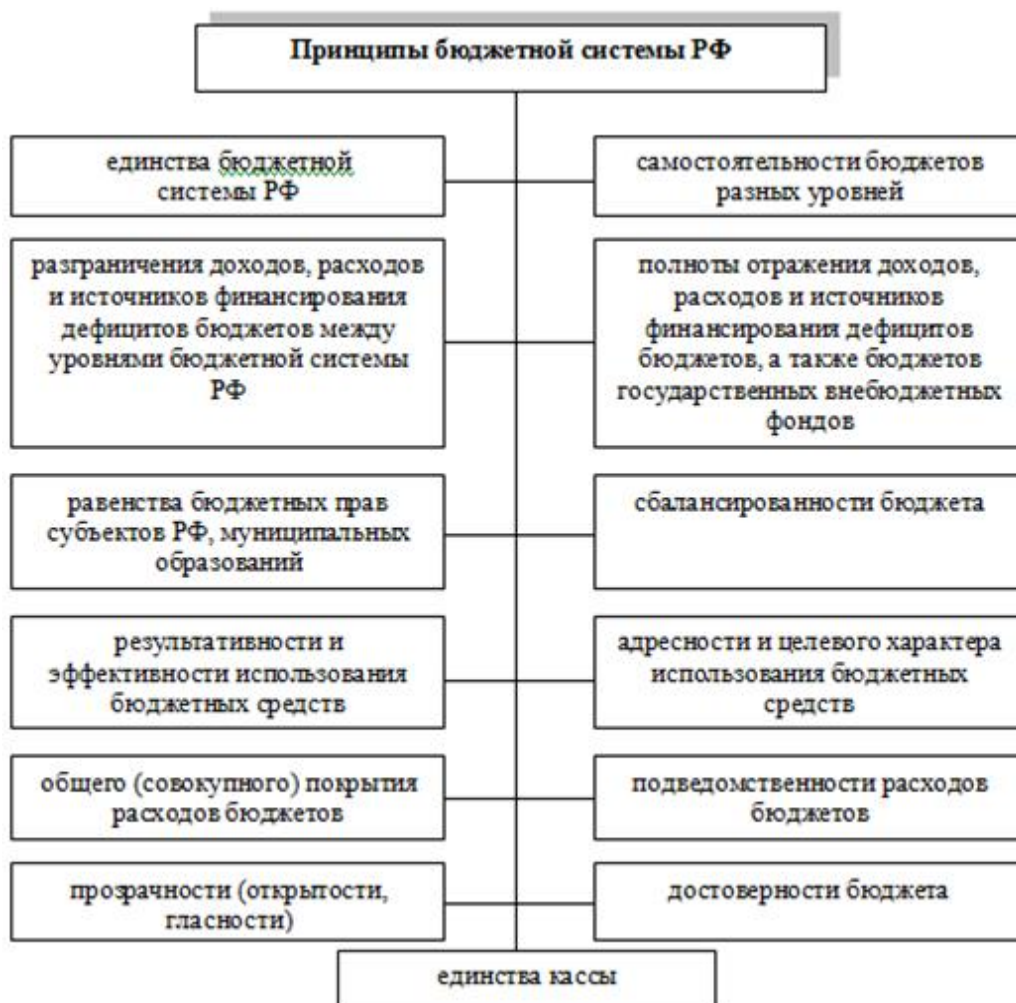 Принципы бюджетной системы РФ
единства бюджетной
системы РФ
самостоятельности бюджетов
разных уровней
разграничения доходов, расходов
и источников финансирования
дефицитов бюджетов между
уровнями бюджетной системы
РФ
полноты отражения доходов,
расходов и источников
финансирования дефицитов
бюджетов, а также бюджетов
государственных внебюджетных
фондов
равенства бюджетных прав
субъектов РФ, муниципальных
образований
сбалансированности бюджета
результативности и
эффективности использования
бюджетных средств
адресности и целевого характера
использования бюджетных
средств
общего (совокупного) покрытия
расходов бюджетов
подведомственности расходов
бюджетов
прозрачности (открытости,
гласности)
достоверности бюджета
единства кассы